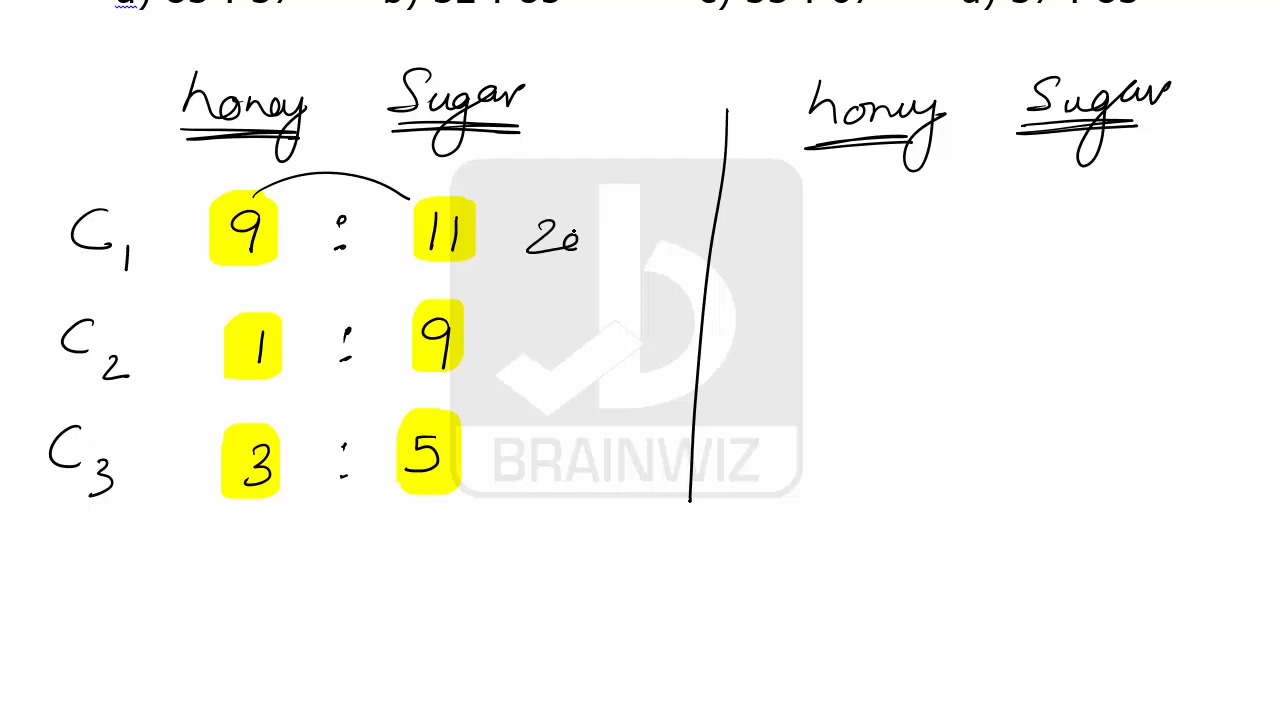 honey Sugar honey Sugar
C1 9 : 11 20
C2 1 : 9
C3 3 : 5
BRAINWIZ